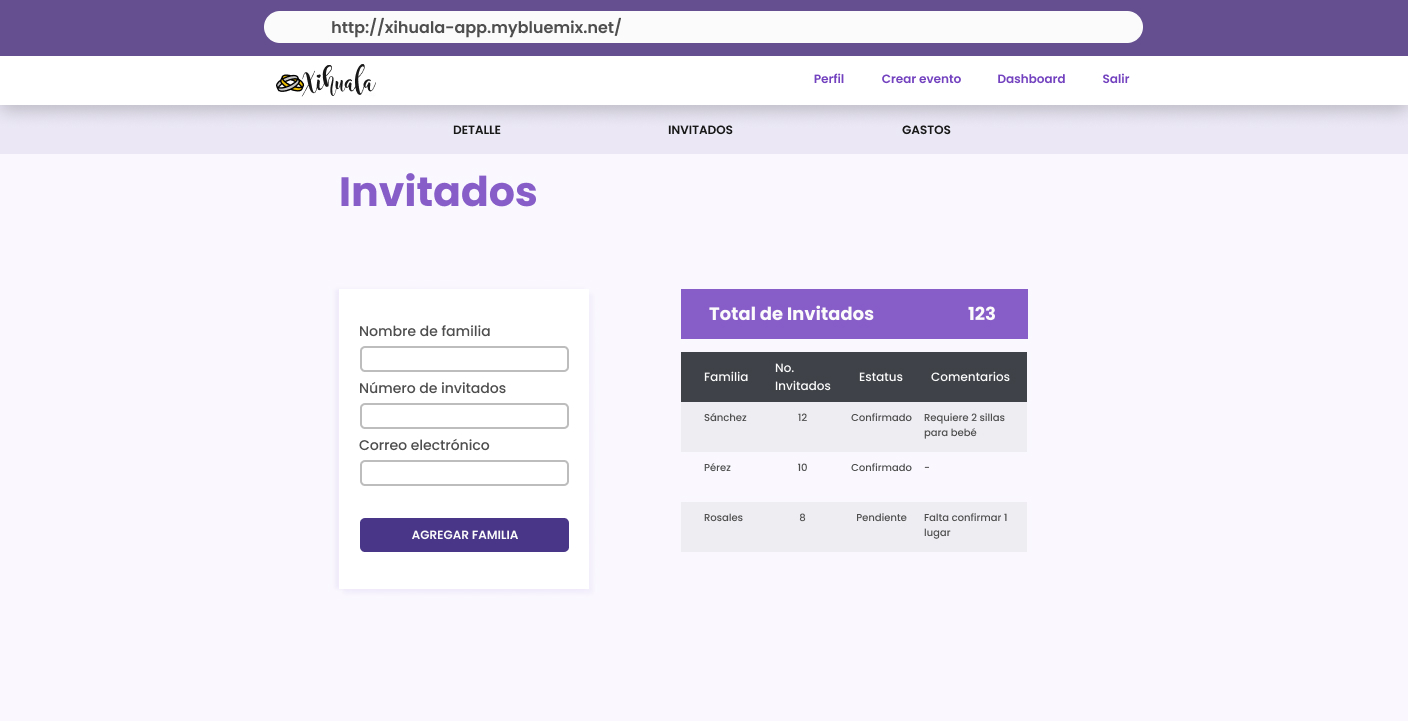 http://xihuala-app.mybluemix.net/
Xihuala
Perfil
Crear evento
Dashboard
Salir
DETALLE
INVITADOS
GASTOS
Invitados
Nombre de familia
Número de invitados
Correo electrónico
AGREGAR FAMILIA
Total de Invitados 123
Familia No. Invitados Estatus Comentarios
Sánchez 12 Confirmado Requiere 2 sillas
para bebé
Pérez 10 Confirmado -
Rosales 8 Pendiente Falta confirmar 1
lugar